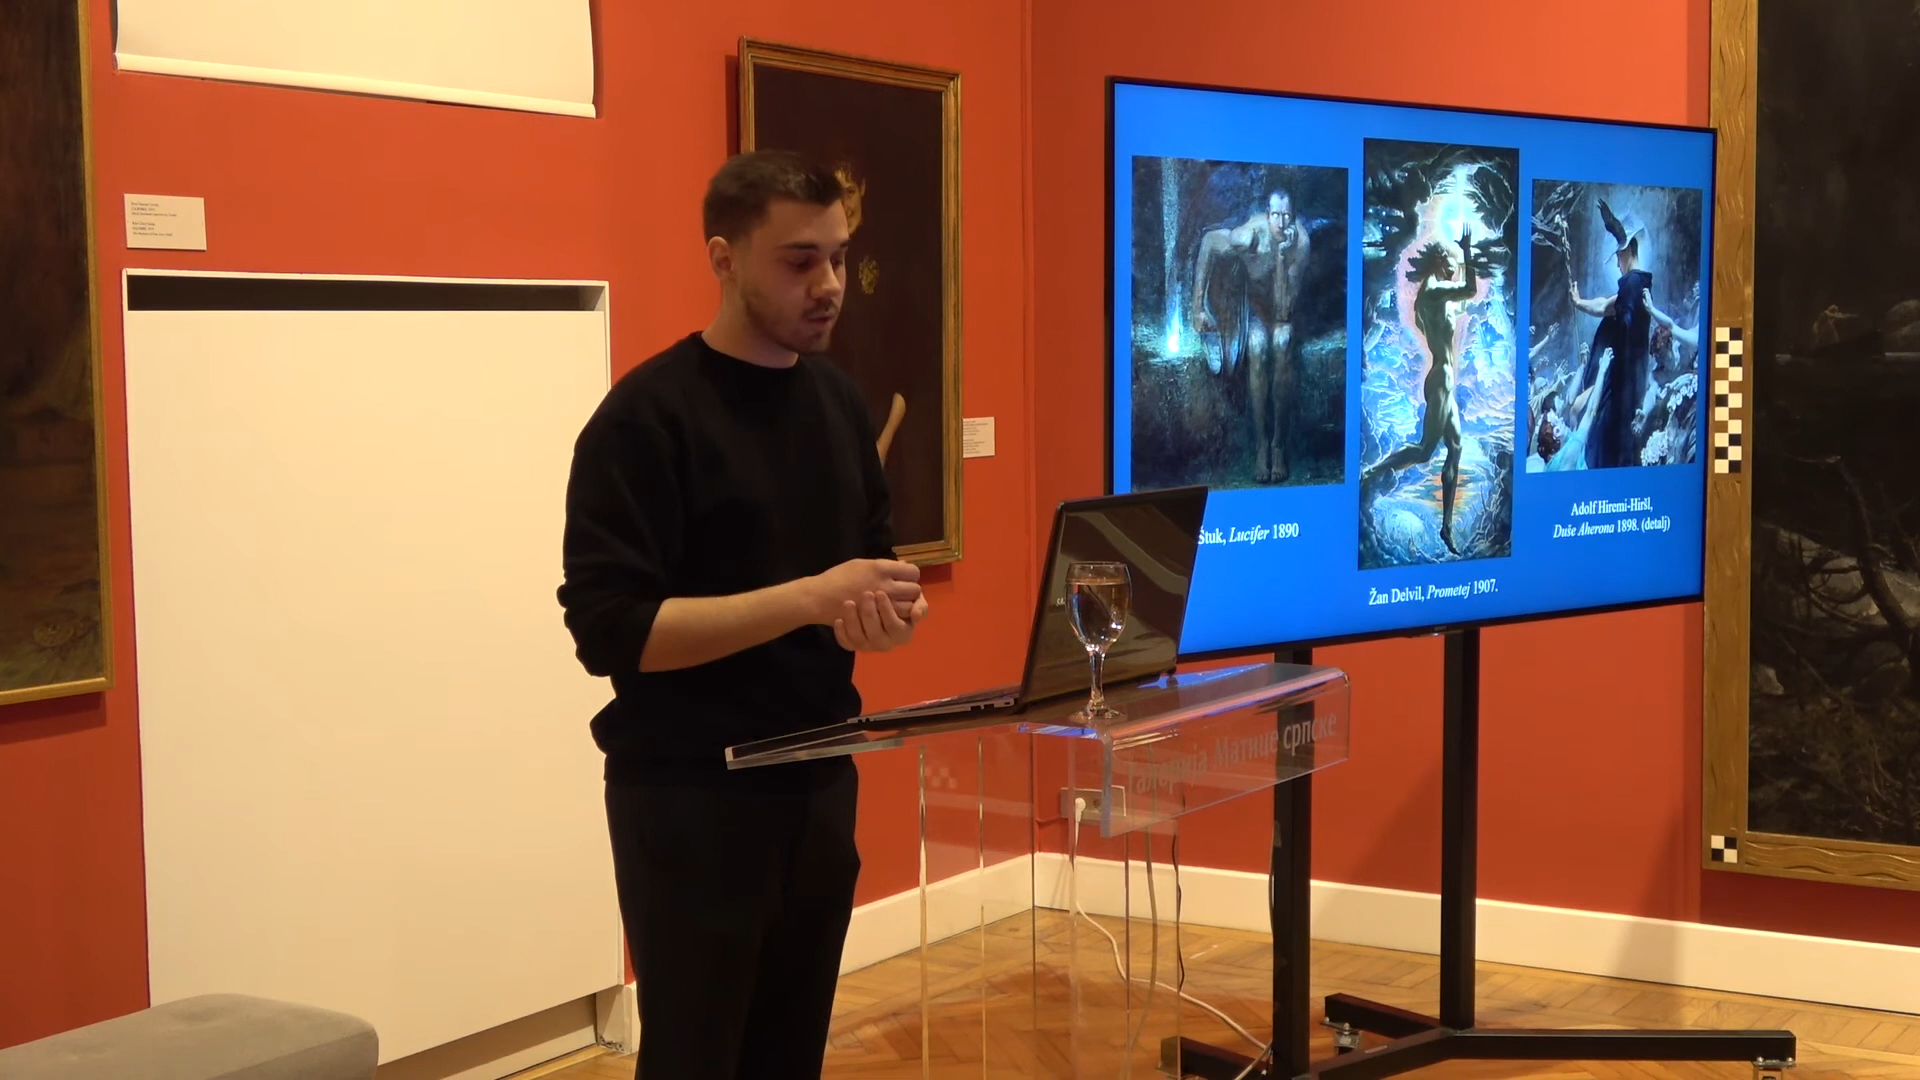 Štuk, Lucifer 1890
Žan Delvil, Prometej 1907.
Adolf Hiremi-Hiršl,
Duše Aherona 1898. (detalj)
Галерија Матице српске